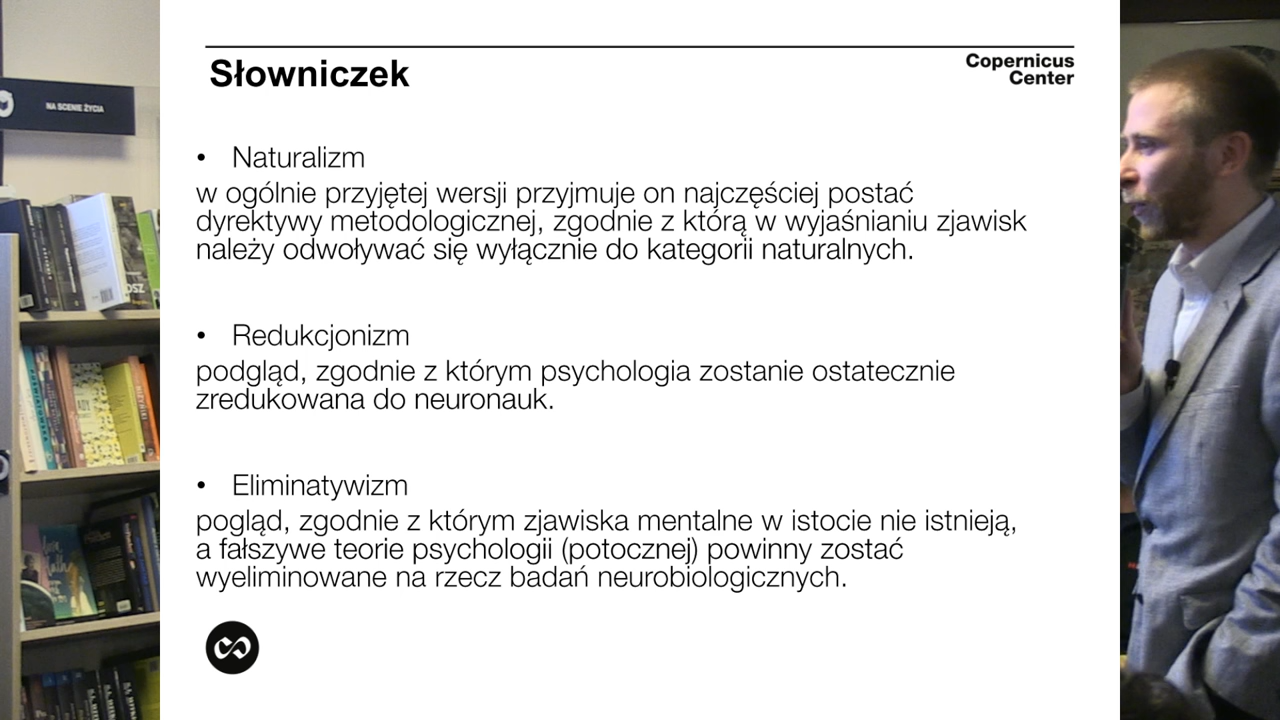 Słowniczek
Copernicus
Center
• Naturalizm
w ogólnie przyjętej wersji przyjmuje on najczęściej postać
dyrektywy metodologicznej, zgodnie z którą w wyjaśnianiu zjawisk
należy odwoływać się wyłącznie do kategorii naturalnych.
• Redukcjonizm
podgląd, zgodnie z którym psychologia zostanie ostatecznie
zredukowana do neuronauk.
• Eliminatywizm
pogląd, zgodnie z którym zjawiska mentalne w istocie nie istnieją,
a fałszywe teorie psychologii (potocznej) powinny zostać
wyeliminowane na rzecz badań neurobiologicznych.
NA SCENIE ŻYCIA